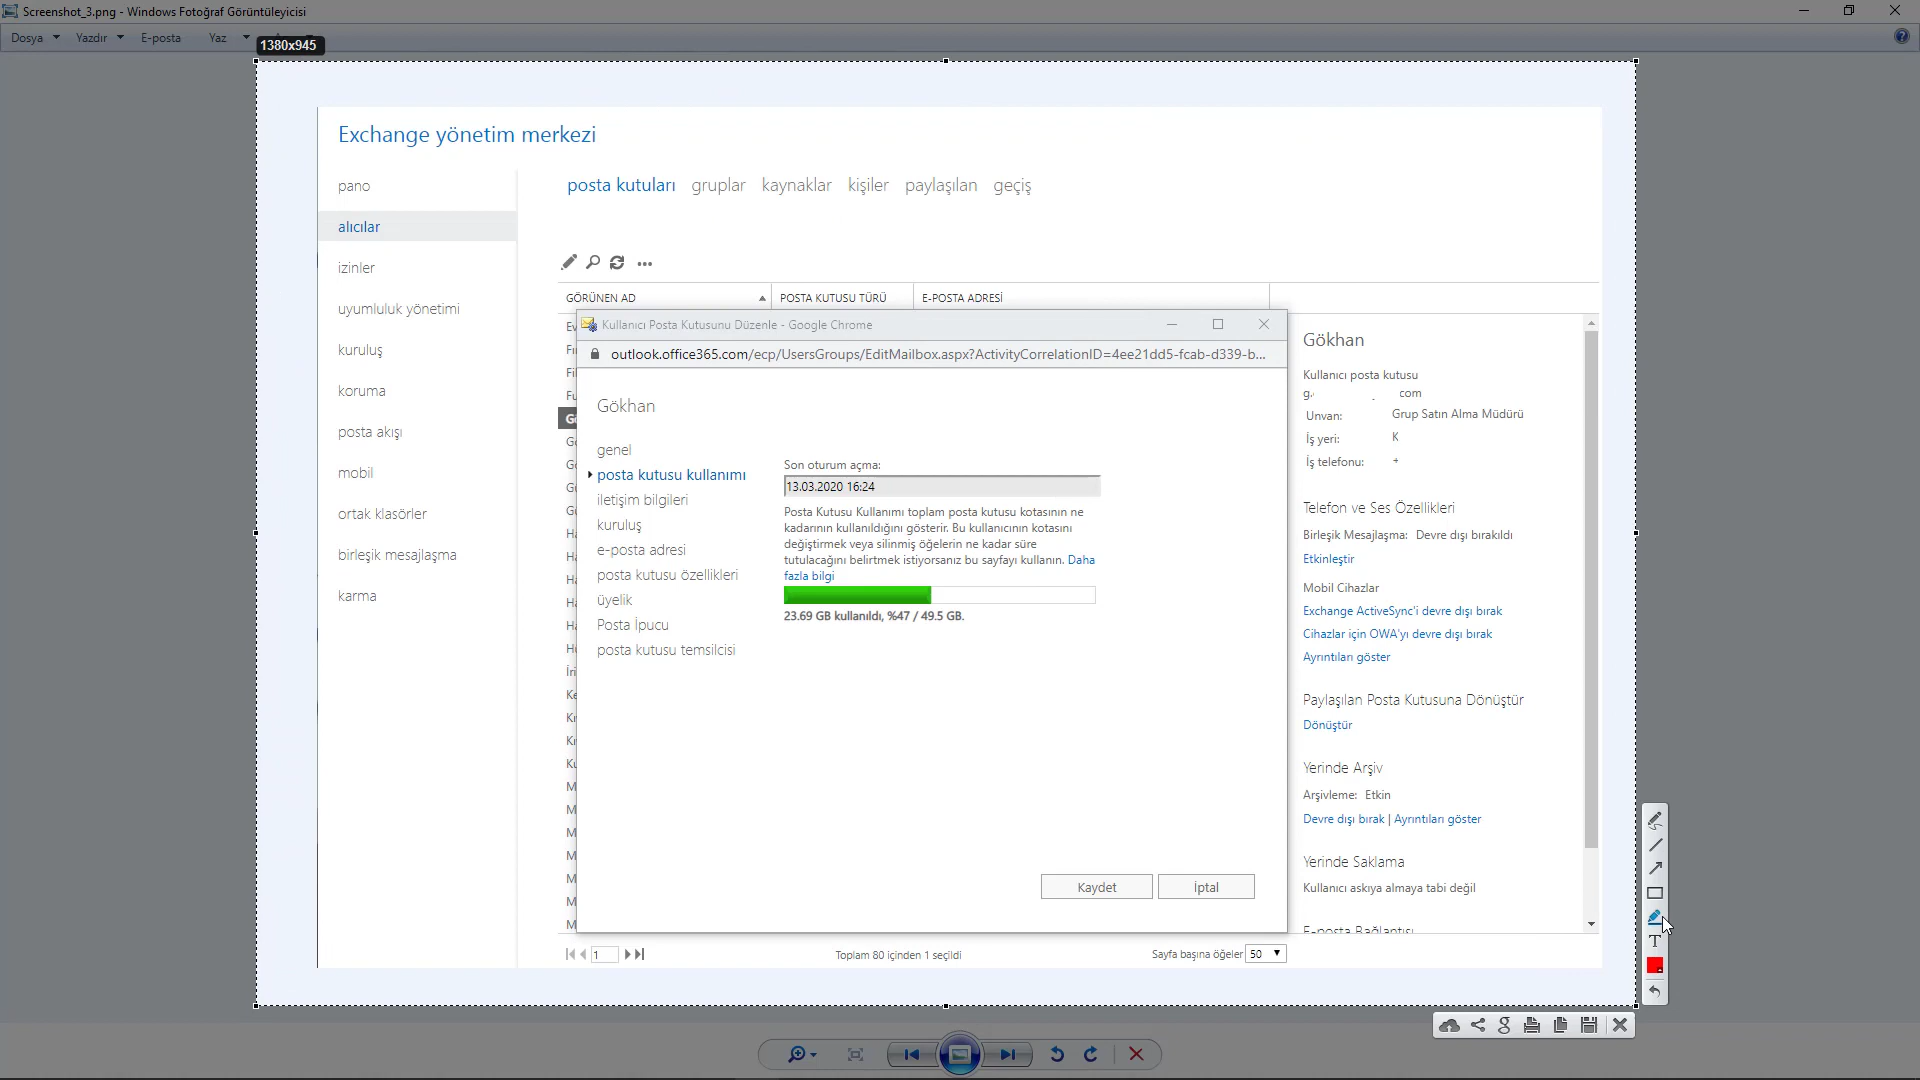 Screenshot_3.png - Windows Fotoğraf Görüntüleyicisi
Dosya Yazdır E-posta Yaz
1380x945
Exchange yönetim merkezi
pano
alıcılar
izinler
uyumluluk yönetimi
kuruluş
koruma
posta akışı
mobil
ortak klasörler
birleşik mesajlaşma
karma
posta kutuları gruplar kaynaklar kişiler paylaşılan geçiş
GÖRÜNEN AD POSTA KUTUSU TÜRÜ E-POSTA ADRESİ
Kullanıcı Posta Kutusunu Düzenle - Google Chrome
outlook.office365.com/ecp/UsersGroups/EditMailbox.aspx?ActivityCorrelationID=4ee21dd5-fcab-d339-b...
Gökhan
genel
posta kutusu kullanımı
iletişim bilgileri
kuruluş
e-posta adresi
posta kutusu özellikleri
üyelik
Posta İpucu
posta kutusu temsilcisi
Son oturum açma:
13.03.2020 16:24
Posta Kutusu Kullanımı toplam posta kutusu kotasının ne
kadarının kullanıldığını gösterir. Bu kullanıcının kotasını
değiştirmek veya silinmiş öğelerin ne kadar süre
tutulacağını belirtmek istiyorsanız bu sayfayı kullanın. Daha
fazla bilgi
23.69 GB kullanıldı, %47 / 49.5 GB.
Kaydet İptal
Gökhan
Kullanıcı posta kutusu
g. com
Unvan: Grup Satın Alma Müdürü
İş yeri: K
İş telefonu: +
Telefon ve Ses Özellikleri
Birleşik Mesajlaşma: Devre dışı bırakıldı
Etkinleştir
Mobil Cihazlar
Exchange ActiveSync'i devre dışı bırak
Cihazlar için OWA'yı devre dışı bırak
Ayrıntıları göster
Paylaşılan Posta Kutusuna Dönüştür
Dönüştür
Yerinde Arşiv
Arşivleme: Etkin
Devre dışı bırak | Ayrıntıları göster
Yerinde Saklama
Kullanıcı askıya almaya tabi değil
E-posta Bağlantısı
1 Toplam 80 içinden 1 seçildi Sayfa başına öğeler 50